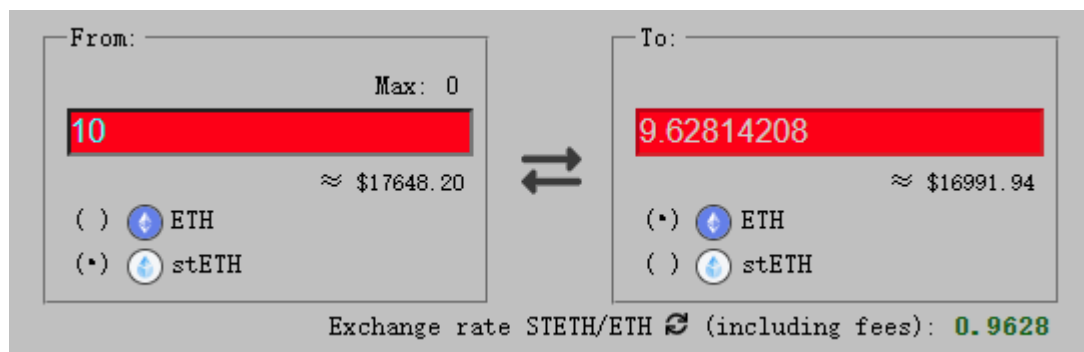 From:
Max: 0
10
≈ $17648.20
( ) ETH
(•) stETH
To:
9.62814208
≈ $16991.94
(•) ETH
( ) stETH
Exchange rate STETH/ETH (including fees): 0.9628